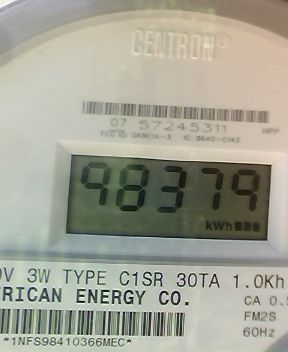 CENTRON®
07 57245311
HPP
98379
kWh
0V 3W TYPE C1SR 30TA 1.0Kh
RICAN ENERGY CO.
CA 0.5
FM2S
60Hz
*1NFS98410366MEC*